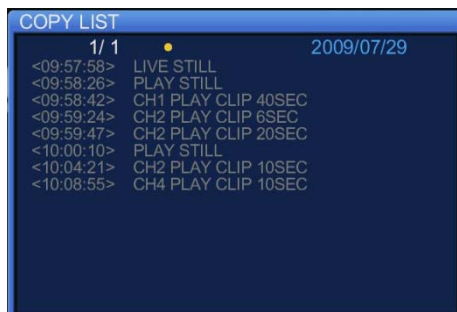 COPY LIST
1/ 1 2009/07/29
<09:57:58> LIVE STILL
<09:58:26> PLAY STILL
<09:58:42> CH1 PLAY CLIP 40SEC
<09:59:24> CH2 PLAY CLIP 6SEC
<09:59:47> CH2 PLAY CLIP 20SEC
<10:00:10> PLAY STILL
<10:04:21> CH2 PLAY CLIP 10SEC
<10:08:55> CH4 PLAY CLIP 10SEC